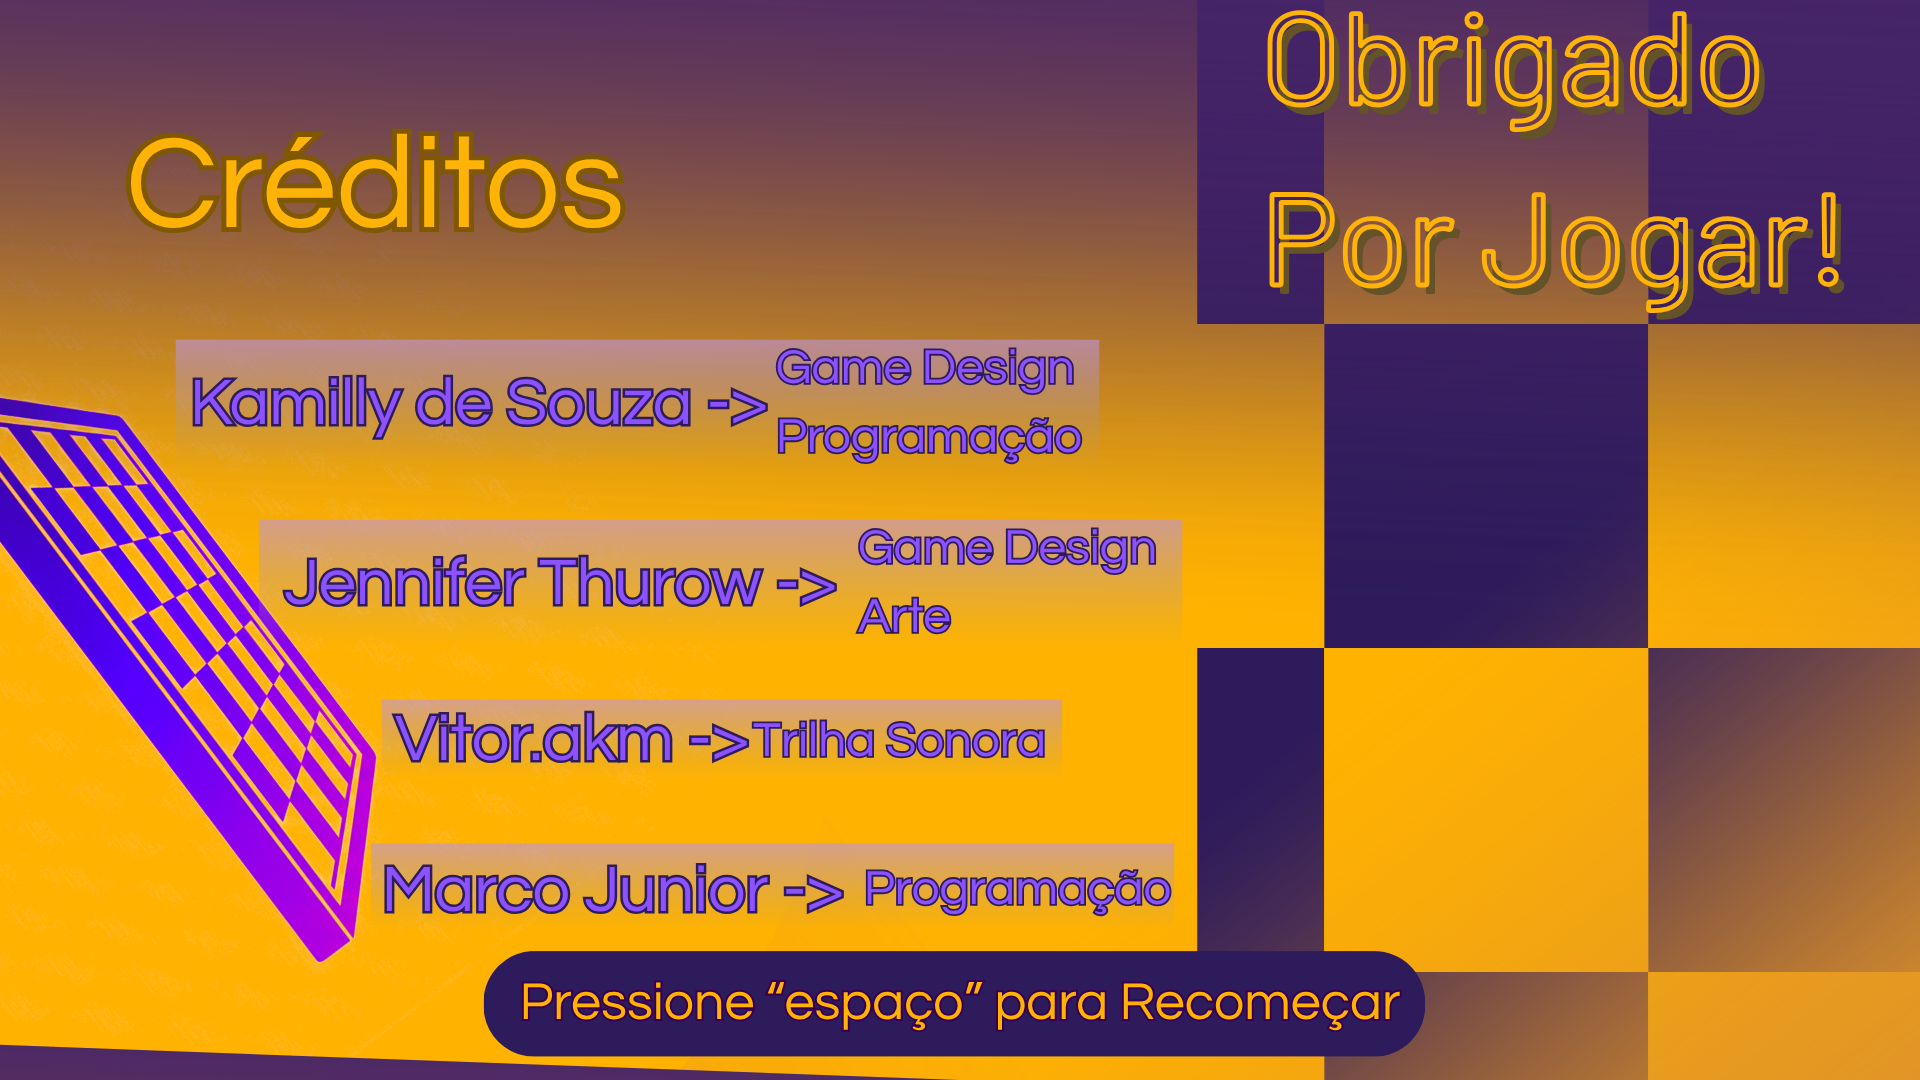 Obrigado
Por Jogar!
Créditos
Kamilly de Souza -> Game Design
Programação
Jennifer Thurow -> Game Design
Arte
Vitor.akm -> Trilha Sonora
Marco Junior -> Programação
Pressione “espaço” para Recomeçar